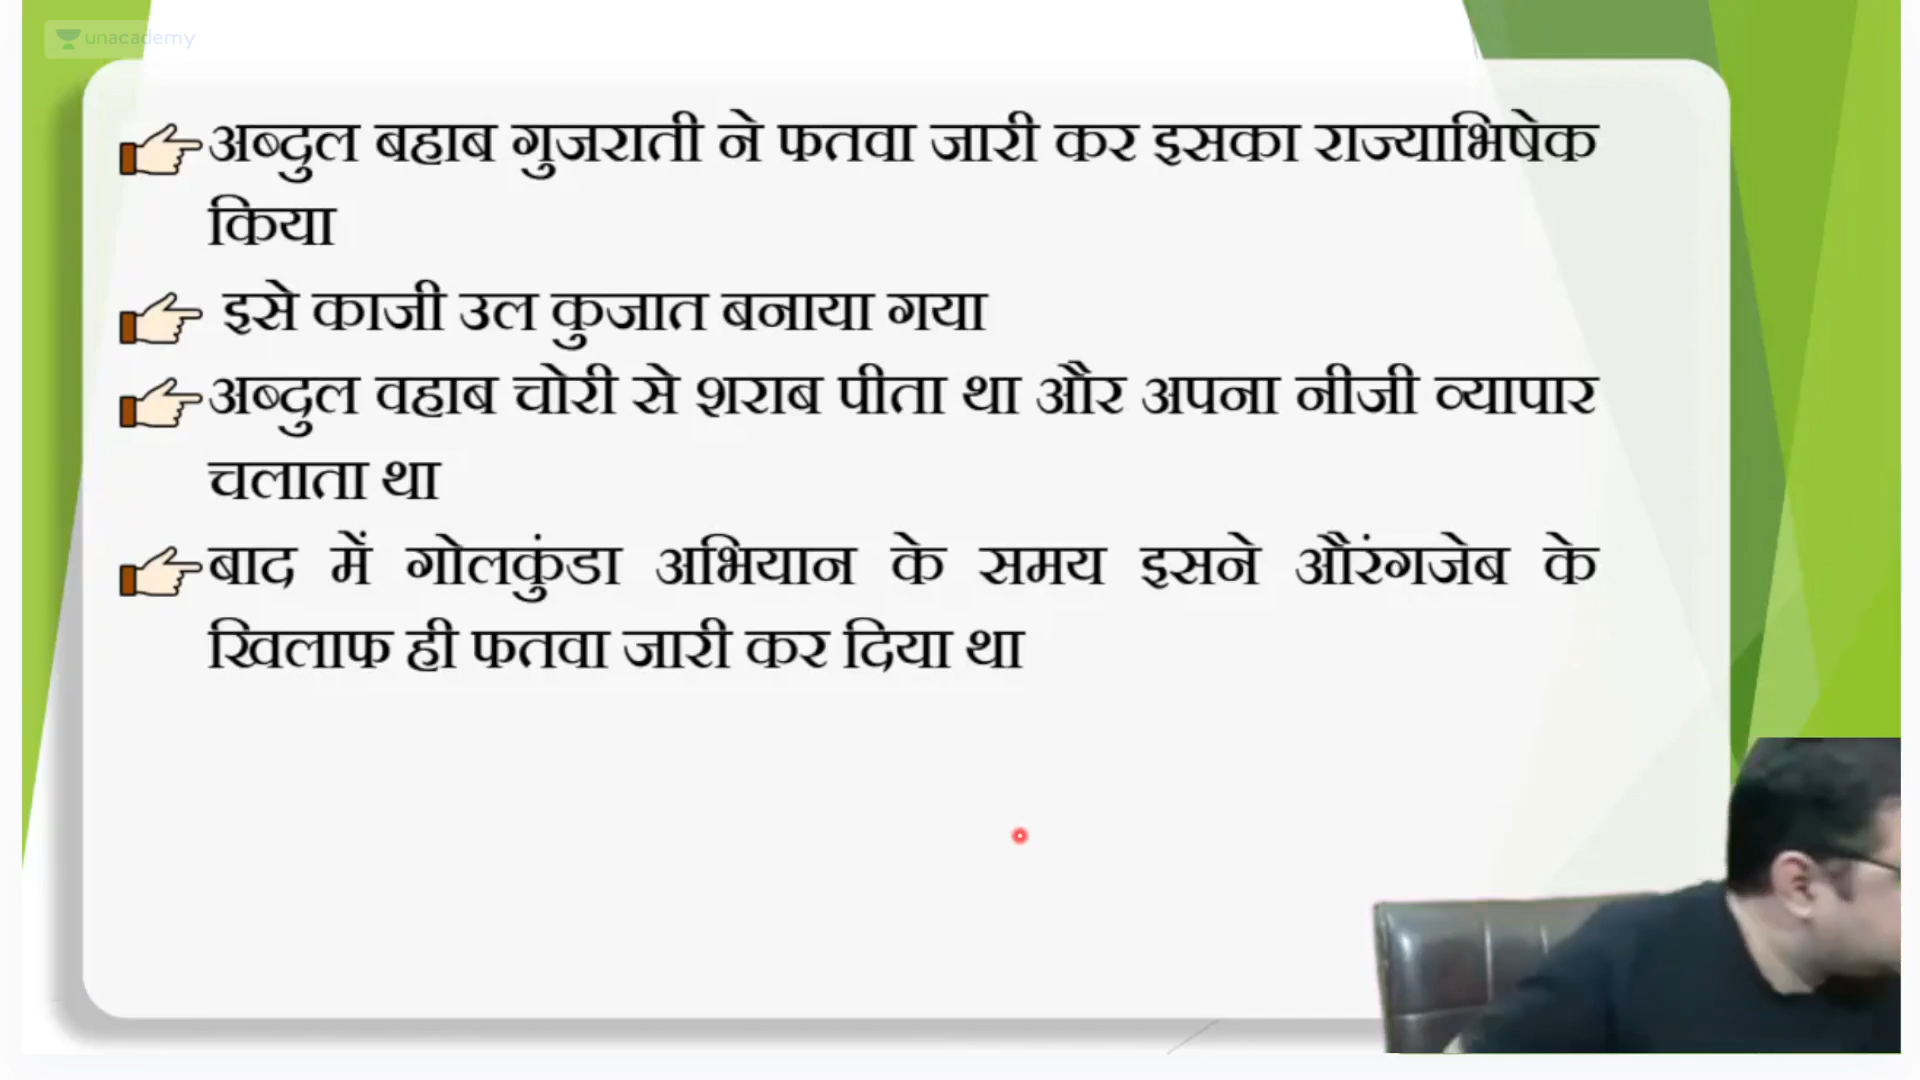 unacademy
अब्दुल बहाब गुजराती ने फतवा जारी कर इसका राज्याभिषेक
किया
इसे काजी उल कुजात बनाया गया
अब्दुल वहाब चोरी से शराब पीता था और अपना नीजी व्यापार
चलाता था
बाद में गोलकुंडा अभियान के समय इसने औरंगजेब के
खिलाफ ही फतवा जारी कर दिया था